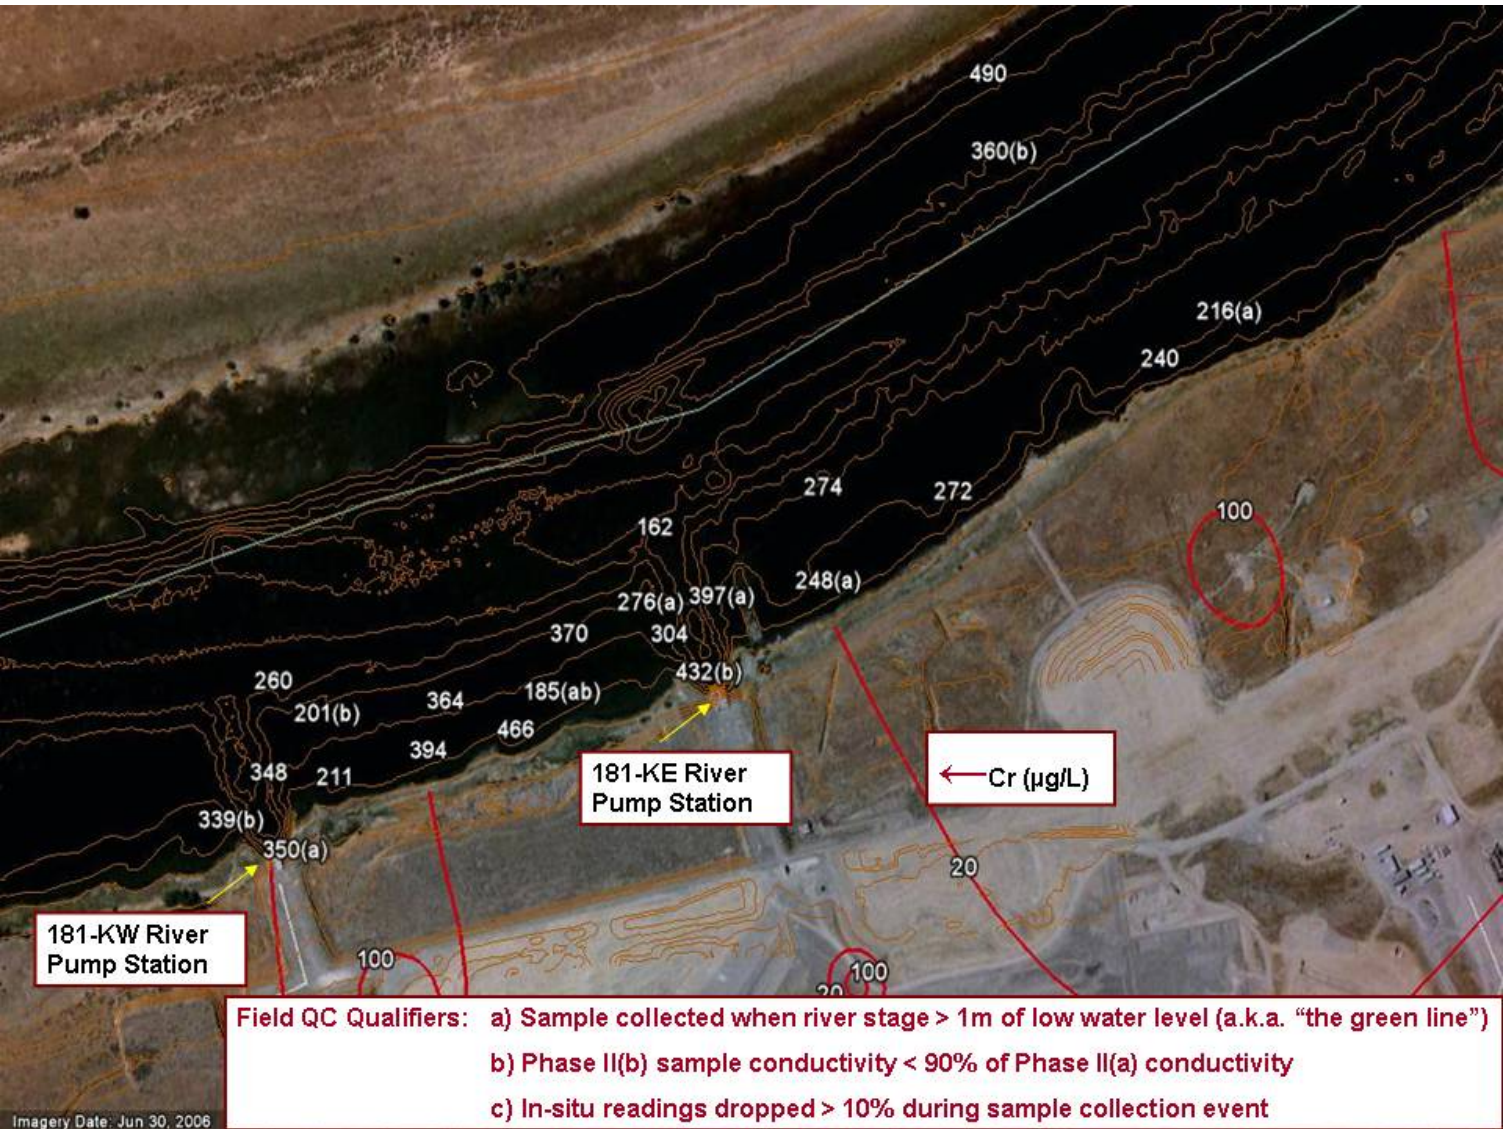 490
360(b)
216(a)
240
274
272
100
162
248(a)
276(a)
397(a)
370
304
432(b)
260
185(ab)
364
201(b)
466
394
348
211
181-KE River
Pump Station
←Cr (µg/L)
339(b)
350(a)
20
181-KW River
Pump Station
100
100
20
Field QC Qualifiers: a) Sample collected when river stage > 1m of low water level (a.k.a. “the green line”)
b) Phase II(b) sample conductivity < 90% of Phase II(a) conductivity
c) In-situ readings dropped > 10% during sample collection event
Imagery Date: Jun 30, 2006